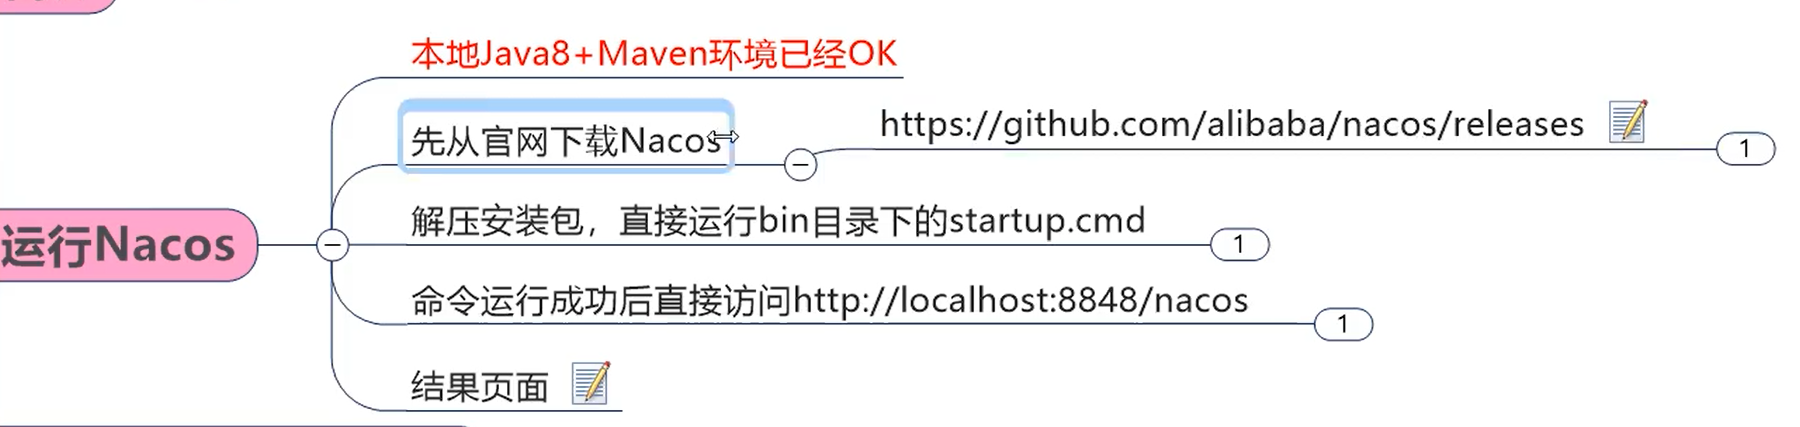 本地Java8+Maven环境已经OK
先从官网下载Nacos
https://github.com/alibaba/nacos/releases
1
解压安装包，直接运行bin目录下的startup.cmd
1
运行Nacos
命令运行成功后直接访问http://localhost:8848/nacos
1
结果页面